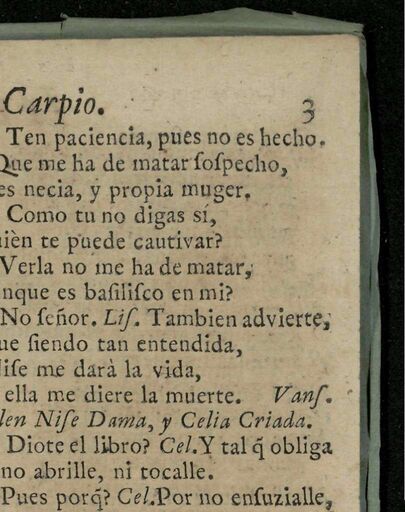 Carpio. 3
Ten paciencia, pues no es hecho.
Que me ha de matar ſoſpecho,
es necia, y propia muger.
Como tu no digas sí,
uièn te puede cautivar?
Verla no me ha de matar,
unque es baſiliſco en mi?
No ſeñor. Liſ. Tambien advierte,
ue ſiendo tan entendida,
Niſe me darà la vida,
ella me diere la muerte. Vanſ.
len Niſe Dama, y Celia Criada.
Diote el libro? Cel. Y tal q̃ obliga
no abrille, ni tocalle.
Pues porq̃? Cel. Por no enſuzialle,